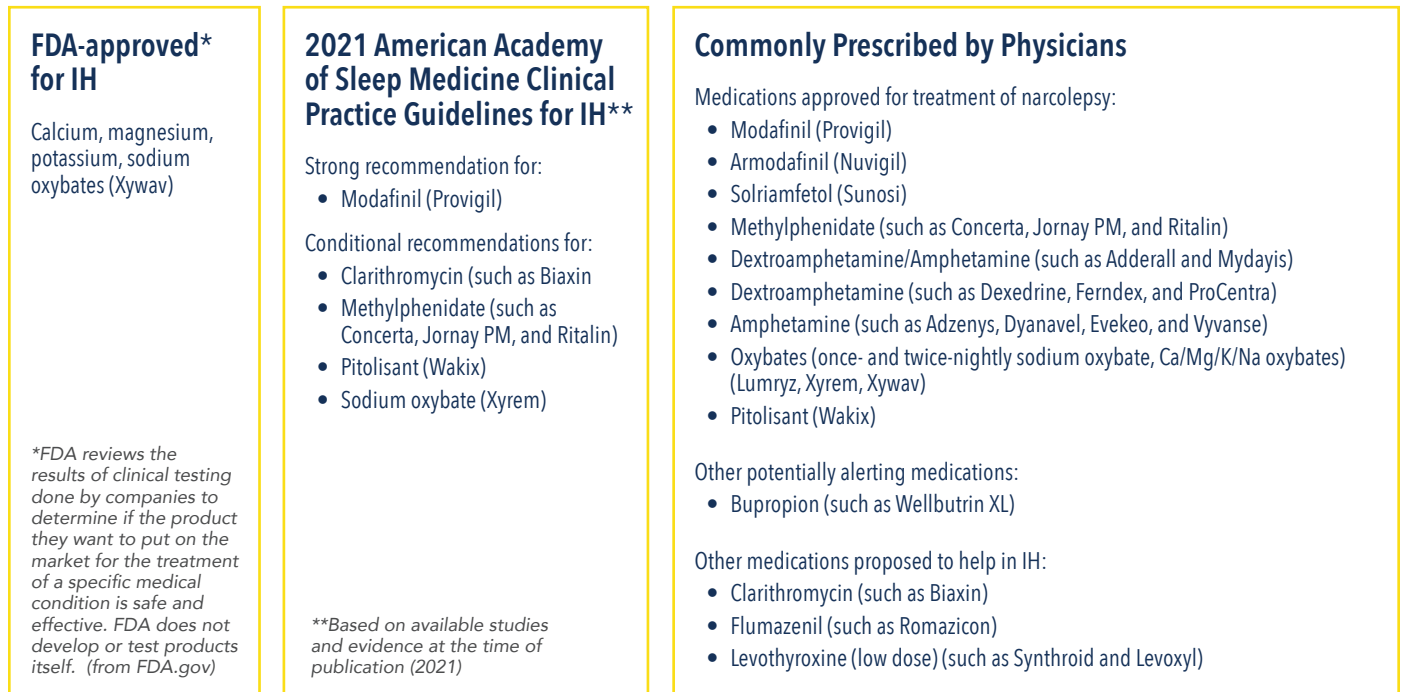 FDA-approved*
for IH
Calcium, magnesium,
potassium, sodium
oxybates (Xywav)
*FDA reviews the
results of clinical testing
done by companies to
determine if the product
they want to put on the
market for the treatment
of a specific medical
condition is safe and
effective. FDA does not
develop or test products
itself.  (from FDA.gov)
2021 American Academy
of Sleep Medicine Clinical
Practice Guidelines for IH**
Strong recommendation for:
• Modafinil (Provigil)
Conditional recommendations for:
• Clarithromycin (such as Biaxin
• Methylphenidate (such as
Concerta, Jornay PM, and Ritalin)
• Pitolisant (Wakix)
• Sodium oxybate (Xyrem)
**Based on available studies
and evidence at the time of
publication (2021)
Commonly Prescribed by Physicians
Medications approved for treatment of narcolepsy:
• Modafinil (Provigil)
• Armodafinil (Nuvigil)
• Solriamfetol (Sunosi)
• Methylphenidate (such as Concerta, Jornay PM, and Ritalin)
• Dextroamphetamine/Amphetamine (such as Adderall and Mydayis)
• Dextroamphetamine (such as Dexedrine, Ferndex, and ProCentra)
• Amphetamine (such as Adzenys, Dyanavel, Evekeo, and Vyvanse)
• Oxybates (once- and twice-nightly sodium oxybate, Ca/Mg/K/Na oxybates)
(Lumryz, Xyrem, Xywav)
• Pitolisant (Wakix)
Other potentially alerting medications:
• Bupropion (such as Wellbutrin XL)
Other medications proposed to help in IH:
• Clarithromycin (such as Biaxin)
• Flumazenil (such as Romazicon)
• Levothyroxine (low dose) (such as Synthroid and Levoxyl)